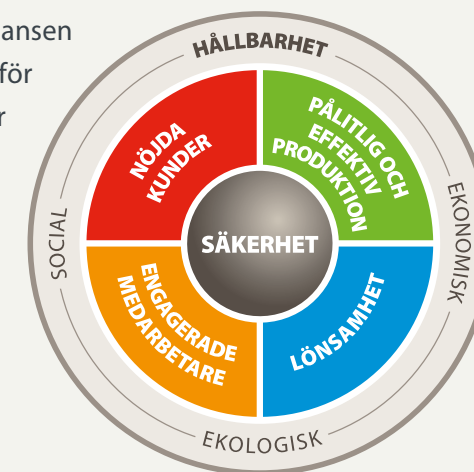 ansen
för
r
HÅLLBARHET
NÖJDA
KUNDER
PÅLITLIG OCH
EFFEKTIV
PRODUKTION
SOCIAL
SÄKERHET
EKONOMISK
ENGAGERADE
MEDARBETARE
LÖNSAMHET
EKOLOGISK